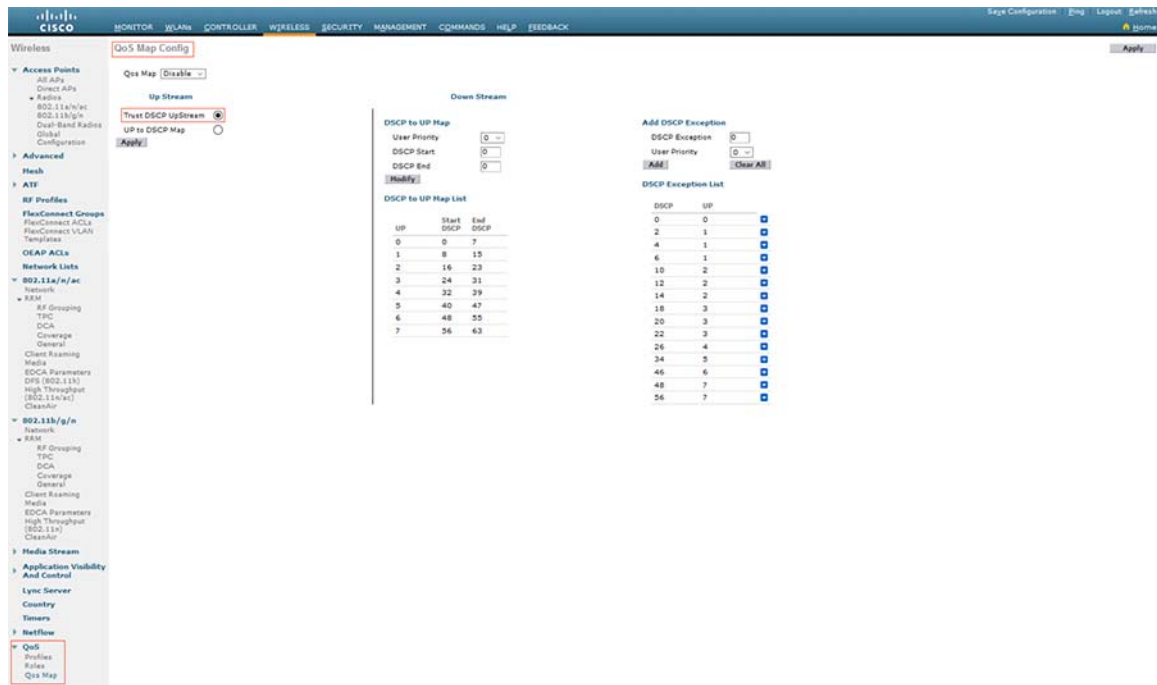 Save Configuration Ping Logout Refresh
CISCO
MONITOR WLANs CONTROLLER WIRELESS SECURITY MANAGEMENT COMMANDS HELP FEEDBACK
Home
Wireless
Access Points
All APs
Direct APs
Radios
802.11a/n/ac
802.11b/g/n
Dual-Band Radios
Global
Configuration
Advanced
Mesh
ATF
RF Profiles
FlexConnect Groups
FlexConnect ACLs
FlexConnect VLAN
Templates
OEAP ACLs
Network Lists
802.11a/n/ac
Network
RRM
RF Grouping
TPC
DCA
Coverage
General
Client Roaming
Media
EDCA Parameters
DFS (802.11h)
High Throughput
(802.11n/ac)
CleanAir
802.11b/g/n
Network
RRM
RF Grouping
TPC
DCA
Coverage
General
Client Roaming
Media
EDCA Parameters
High Throughput
(802.11n)
CleanAir
Media Stream
Application Visibility
And Control
Lync Server
Country
Timers
Netflow
QoS
Profiles
Roles
Qos Map
QoS Map Config
Apply
Qos Map Disable
Up Stream
Trust DSCP UpStream
UP to DSCP Map
Apply
Down Stream
DSCP to UP Map
User Priority 0
DSCP Start 0
DSCP End 0
Modify
DSCP to UP Map List
UP Start DSCP End DSCP
0 0 7
1 8 15
2 16 23
3 24 31
4 32 39
5 40 47
6 48 55
7 56 63
Add DSCP Exception
DSCP Exception 0
User Priority 0
Add Clear All
DSCP Exception List
DSCP UP
0 0
2 1
4 1
6 1
10 2
12 2
14 2
18 3
20 3
22 3
26 4
34 5
46 6
48 7
56 7